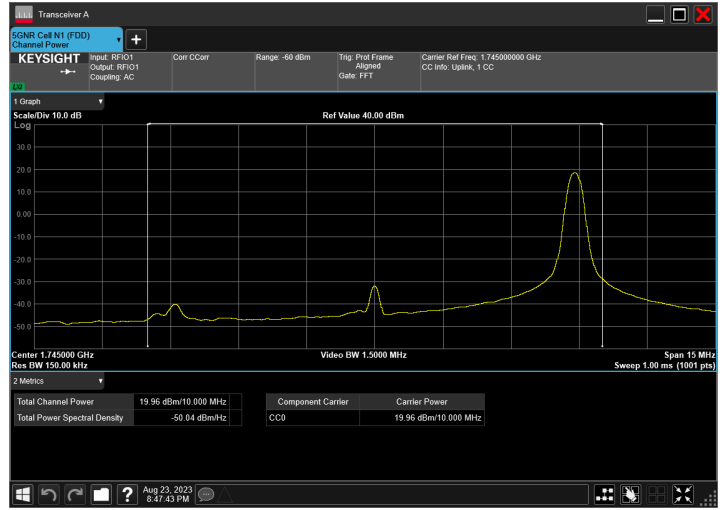 Transceiver A
5GNR Cell N1 (FDD)
Channel Power
KEYSIGHT
Input: RFIO1
Output: RFIO1
Coupling: AC
Corr CCorr
Range: -60 dBm
Trig: Prot Frame
Aligned
Gate: FFT
Carrier Ref Freq: 1.745000000 GHz
CC Info: Uplink, 1 CC
LXI
1 Graph
Scale/Div 10.0 dB
Ref Value 40.00 dBm
Log
30.0
20.0
10.0
0.00
-10.0
-20.0
-30.0
-40.0
-50.0
Center 1.745000 GHz
Video BW 1.5000 MHz
Span 15 MHz
Res BW 150.00 kHz
Sweep 1.00 ms (1001 pts)
2 Metrics
Total Channel Power 19.96 dBm/10.000 MHz
Total Power Spectral Density -50.04 dBm/Hz
Component Carrier Carrier Power
CC0 19.96 dBm/10.000 MHz
Aug 23, 2023
8:47:43 PM